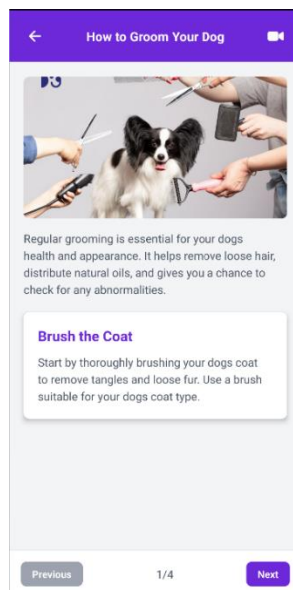 How to Groom Your Dog
Regular grooming is essential for your dogs
health and appearance. It helps remove loose hair,
distribute natural oils, and gives you a chance to
check for any abnormalities.
Brush the Coat
Start by thoroughly brushing your dogs coat
to remove tangles and loose fur. Use a brush
suitable for your dogs coat type.
Previous
1/4
Next